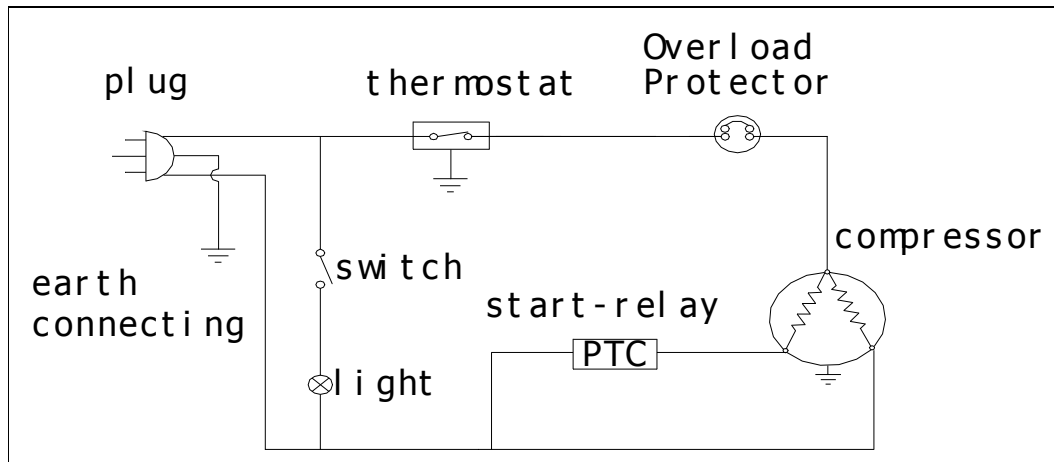 plug
thermostat
Overload
Protector
compressor
switch
earth
connecting
start-relay
PTC
light